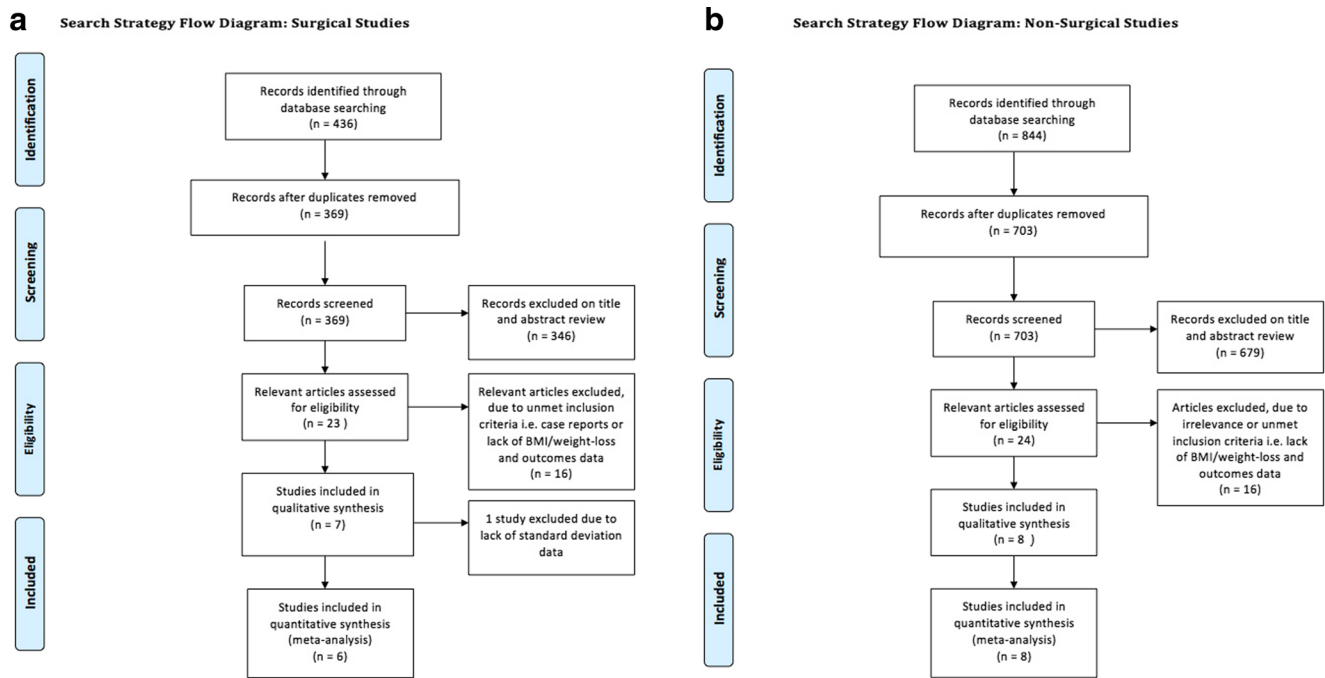 a
Search Strategy Flow Diagram: Surgical Studies
Identification
Screening
Eligibility
Included
Records identified through
database searching
(n = 436)
Records after duplicates removed
(n = 369)
Records screened
(n = 369)
Records excluded on title
and abstract review
(n = 346)
Relevant articles assessed
for eligibility
(n = 23 )
Relevant articles excluded,
due to unmet inclusion
criteria i.e. case reports or
lack of BMI/weight-loss
and outcomes data
(n = 16)
Studies included in
qualitative synthesis
(n = 7)
1 study excluded due to
lack of standard deviation
data
Studies included in
quantitative synthesis
(meta-analysis)
(n = 6)
b
Search Strategy Flow Diagram: Non-Surgical Studies
Identification
Screening
Eligibility
Included
Records identified through
database searching
(n = 844)
Records after duplicates removed
(n = 703)
Records screened
(n = 703)
Records excluded on title
and abstract review
(n = 679)
Relevant articles assessed
for eligibility
(n = 24)
Articles excluded, due to
irrelevance or unmet
inclusion criteria i.e. lack
of BMI/weight-loss and
outcomes data
(n = 16)
Studies included in
qualitative synthesis
(n = 8 )
Studies included in
quantitative synthesis
(meta-analysis)
(n = 8)